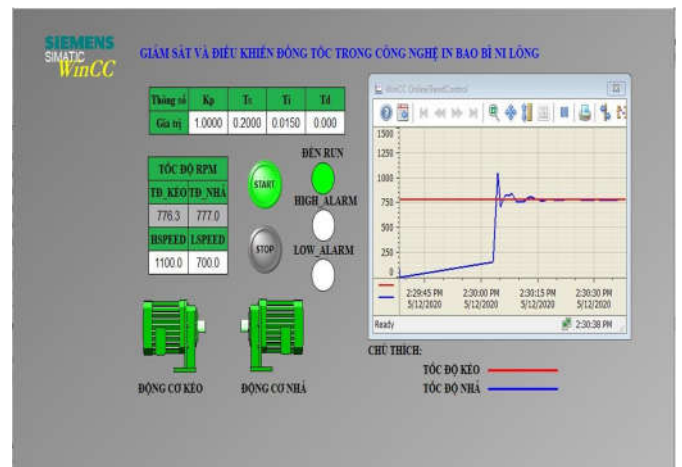 SIEMENS
SIMATIC
WinCC
GIÁM SÁT VÀ ĐIỀU KHIỂN ĐỒNG TỐC TRONG CÔNG NGHỆ IN BAO BÌ NI LÔNG
Thông số Kp Ts Ti Td
Giá trị 1.0000 0.2000 0.0150 0.000
TỐC ĐỘ RPM
TĐ_KÉO TĐ_NHẢ
776.3 777.0
HSPEED LSPEED
1100.0 700.0
START
STOP
ĐÈN RUN
HIGH_ALARM
LOW_ALARM
WinCC OnlineTrendControl
1500
1250
1000
750
500
250
0
2:29:45 PM 2:30:00 PM 2:30:15 PM 2:30:30 PM
5/12/2020 5/12/2020 5/12/2020 5/12/2020
Ready 2:30:38 PM
ĐỘNG CƠ KÉO ĐỘNG CƠ NHẢ
CHÚ THÍCH:
TỐC ĐỘ KÉO
TỐC ĐỘ NHẢ